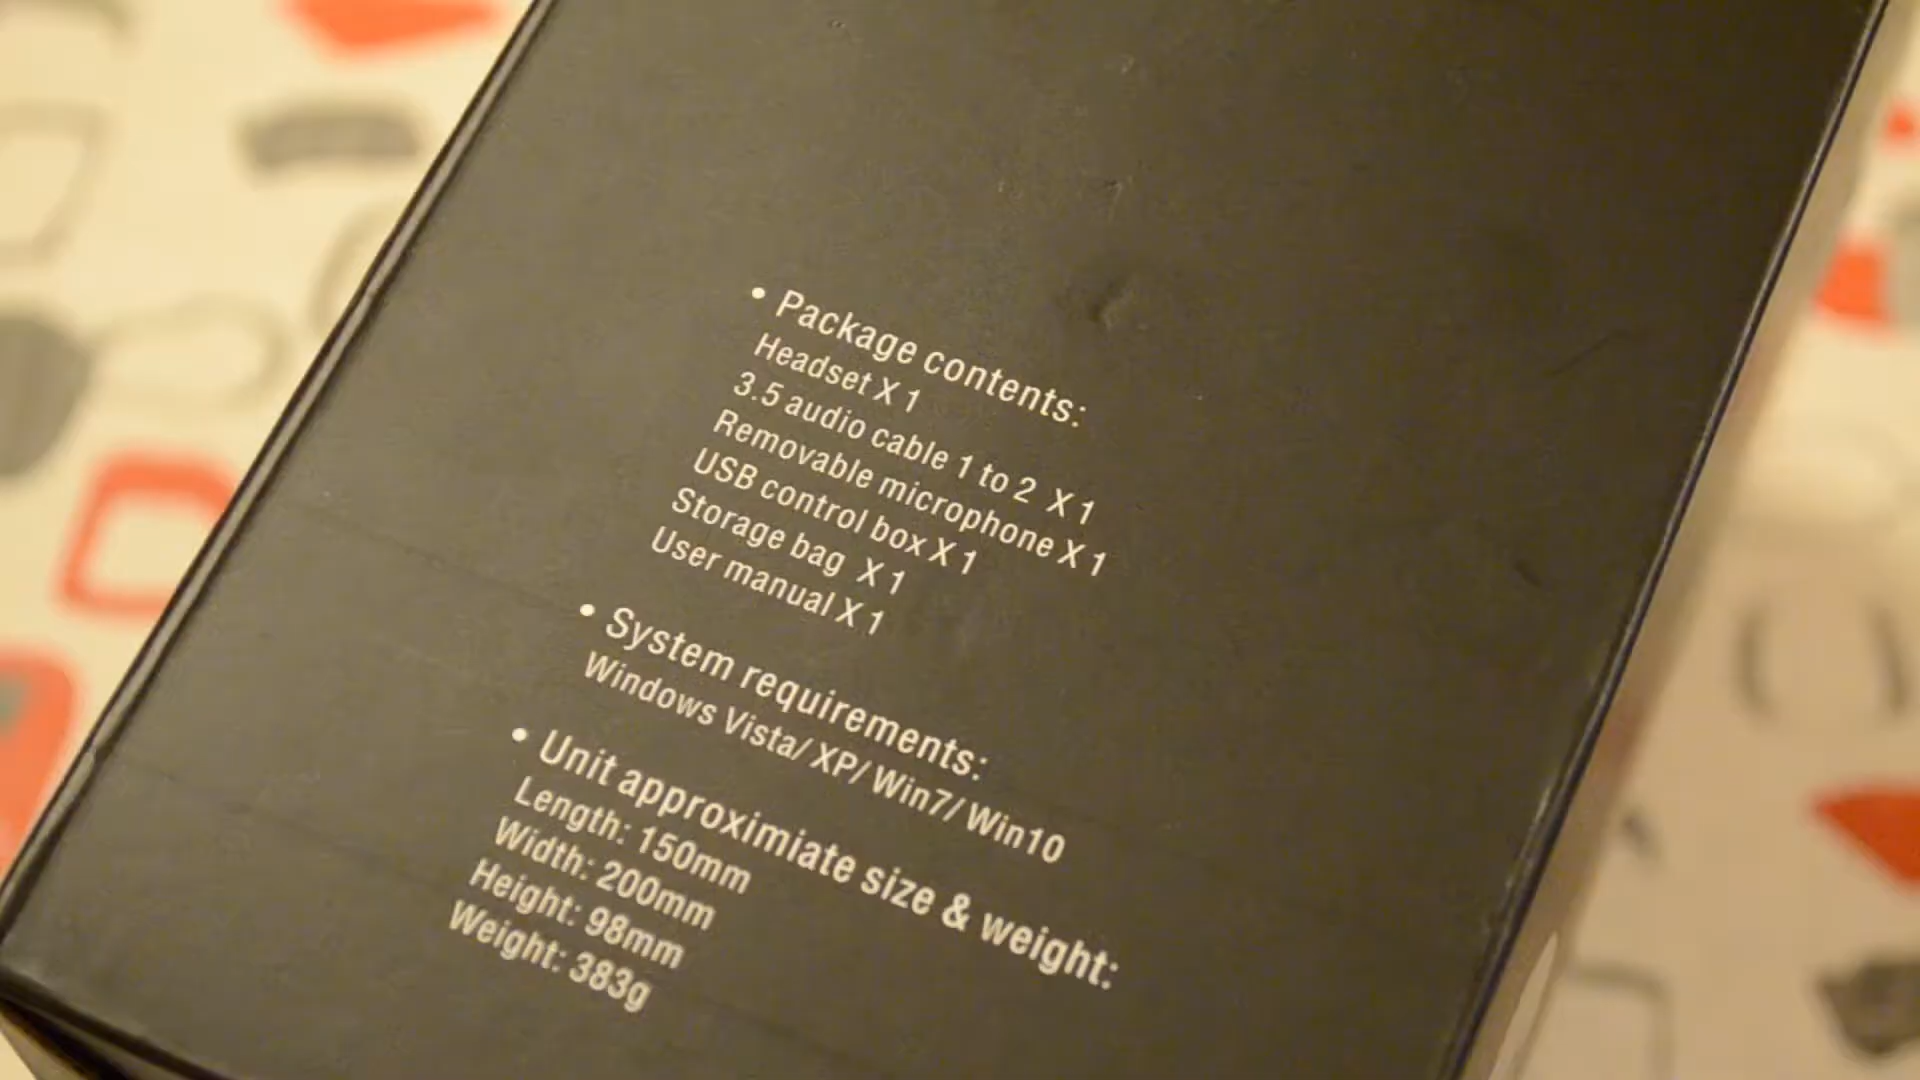 • Package contents:
Headset X 1
3.5 audio cable 1 to 2 X 1
Removable microphone X 1
USB control box X 1
Storage bag X 1
User manual X 1
• System requirements:
Windows Vista/ XP/ Win7/ Win10
• Unit approximiate size & weight:
Length: 150mm
Width: 200mm
Height: 98mm
Weight: 383g